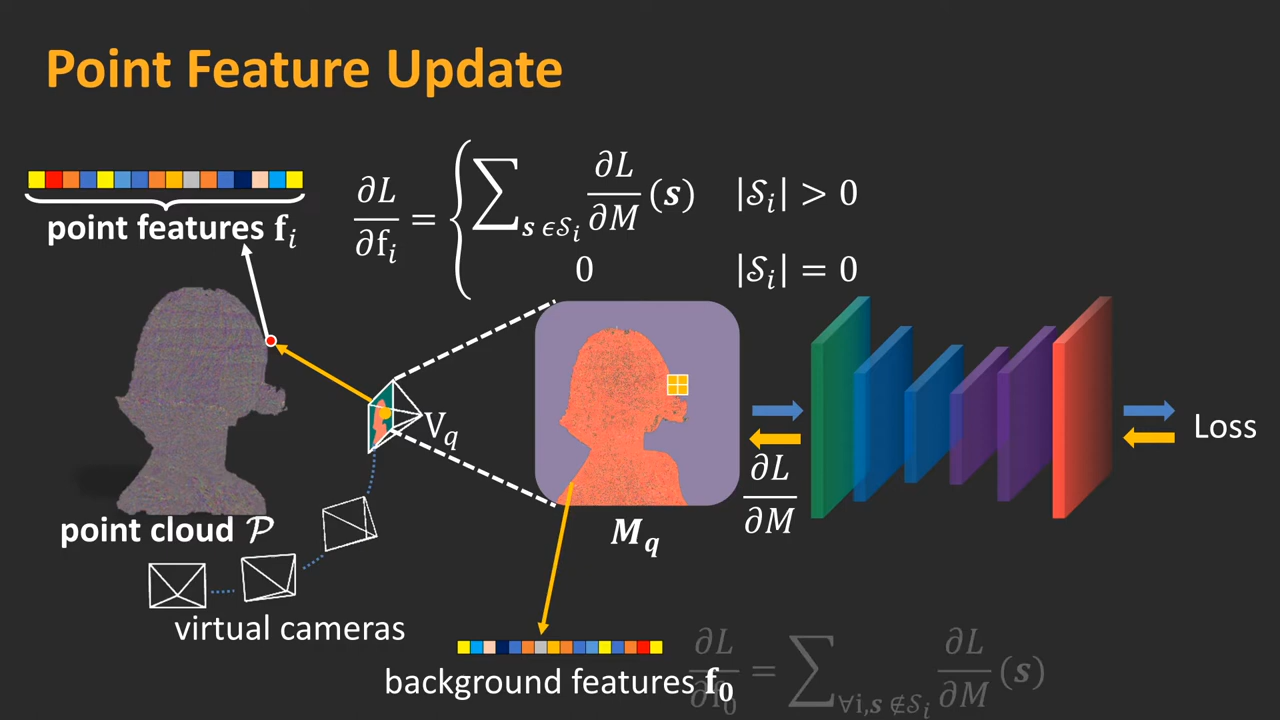 Point Feature Update
point features f_i
∂L/∂f_i = { ∑_{s ∈ 𝒮_i} ∂L/∂M (s)   |𝒮_i| > 0
0   |𝒮_i| = 0
V_q
Loss
∂L/∂M
point cloud 𝒫
M_q
virtual cameras
background features f_0
∂L/∂f_0 = ∑_{∀i, s ∉ 𝒮_i} ∂L/∂M (s)